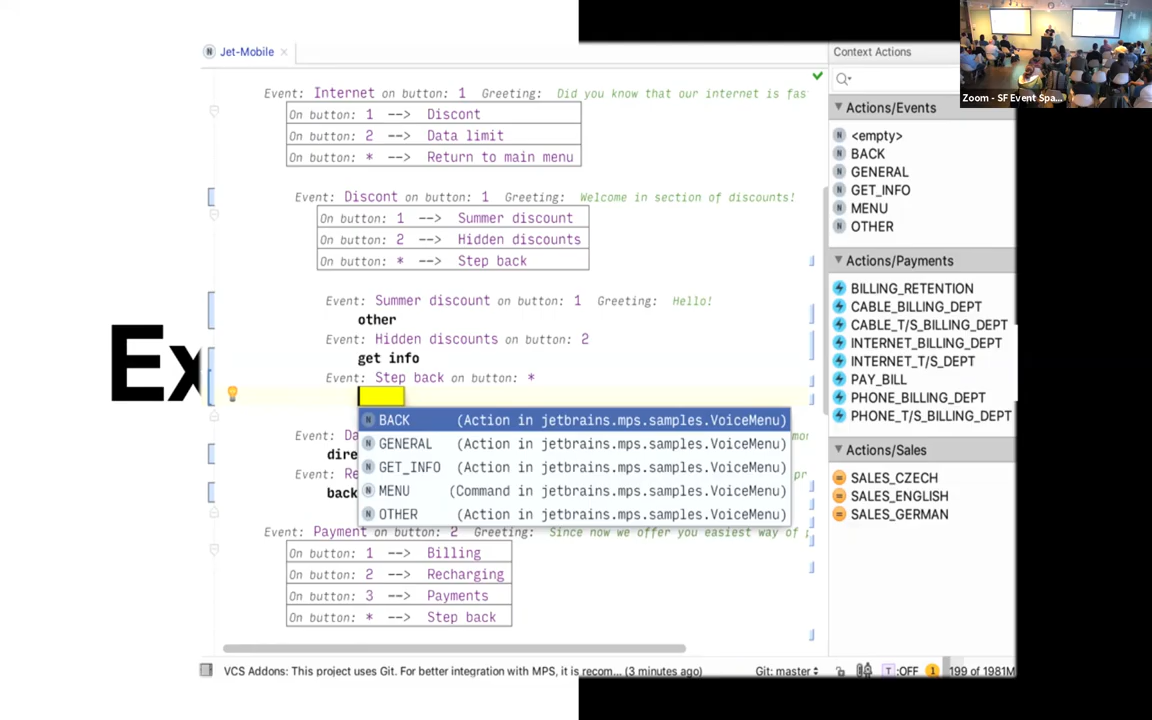 Jet-Mobile
Context Actions
Zoom - SF Event Spa...
Event: Internet on button: 1 Greeting: Did you know that our internet is fas
On button: 1 --> Discont
On button: 2 --> Data limit
On button: * --> Return to main menu
Event: Discont on button: 1 Greeting: Welcome in section of discounts!
On button: 1 --> Summer discount
On button: 2 --> Hidden discounts
On button: * --> Step back
Event: Summer discount on button: 1 Greeting: Hello!
other
Event: Hidden discounts on button: 2
get info
Event: Step back on button: *
BACK (Action in jetbrains.mps.samples.VoiceMenu)
GENERAL (Action in jetbrains.mps.samples.VoiceMenu)
GET_INFO (Action in jetbrains.mps.samples.VoiceMenu)
MENU (Command in jetbrains.mps.samples.VoiceMenu)
OTHER (Action in jetbrains.mps.samples.VoiceMenu)
Event: Da
dire
Event: Re
back
Event: Payment on button: 2 Greeting: Since now we offer you easiest way of p
On button: 1 --> Billing
On button: 2 --> Recharging
On button: 3 --> Payments
On button: * --> Step back
Actions/Events
<empty>
BACK
GENERAL
GET_INFO
MENU
OTHER
Actions/Payments
BILLING_RETENTION
CABLE_BILLING_DEPT
CABLE_T/S_BILLING_DEPT
INTERNET_BILLING_DEPT
INTERNET_T/S_DEPT
PAY_BILL
PHONE_BILLING_DEPT
PHONE_T/S_BILLING_DEPT
Actions/Sales
SALES_CZECH
SALES_ENGLISH
SALES_GERMAN
Ex
VCS Addons: This project uses Git. For better integration with MPS, it is recom... (3 minutes ago)
Git: master
T :OFF
1
199 of 1981M